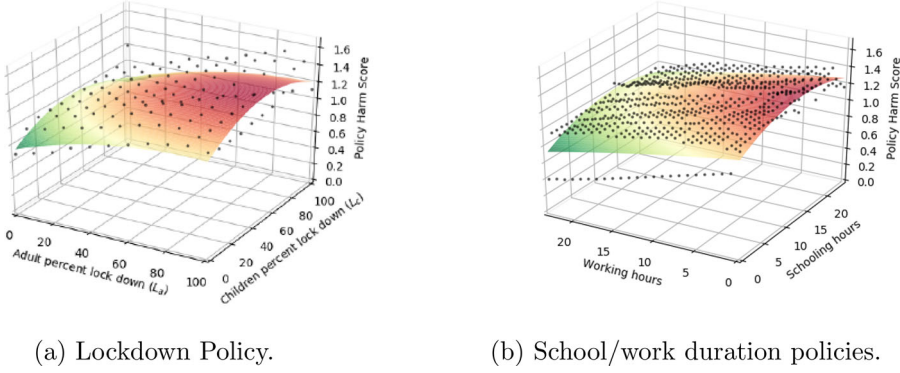 1.6
1.4
1.2
1.0
0.8
0.6
0.4
0.2
0.0
Policy Harm Score
0 20 40 60 80 100
Adult percent lock down (Lₐ)
0 20 40 60 80 100
Children percent lock down (L꜀)
1.6
1.4
1.2
1.0
0.8
0.6
0.4
0.2
0.0
Policy Harm Score
20 15 10 5 0
Working hours
0 5 10 15 20
Schooling hours
(a) Lockdown Policy.
(b) School/work duration policies.